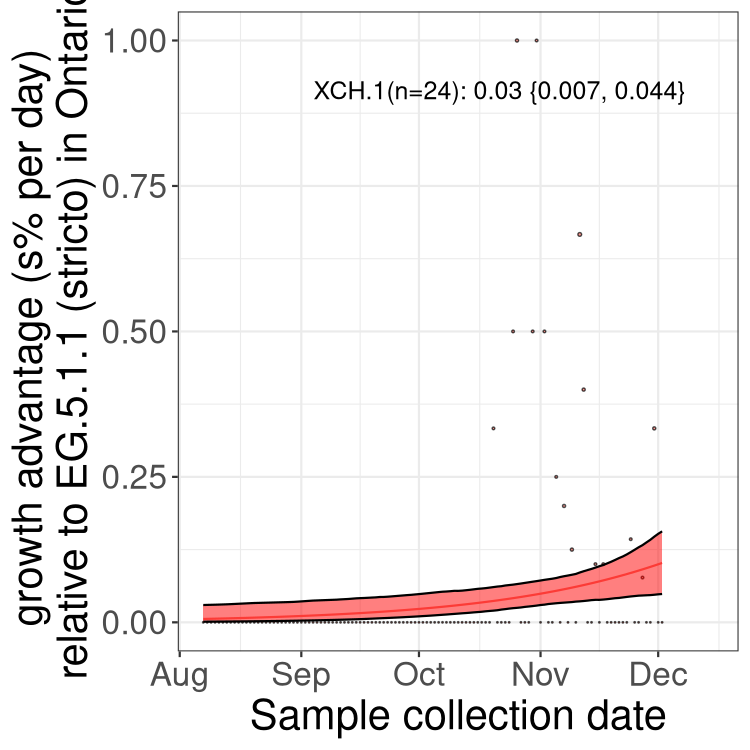 growth advantage (s% per day)
relative to EG.5.1.1 (stricto) in Ontario
1.00
0.75
0.50
0.25
0.00
XCH.1(n=24): 0.03 {0.007, 0.044}
Aug Sep Oct Nov Dec
Sample collection date